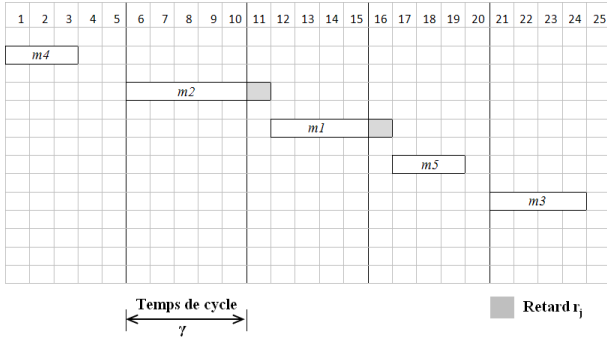 1 2 3 4 5 6 7 8 9 10 11 12 13 14 15 16 17 18 19 20 21 22 23 24 25
m4
m2
m1
m5
m3
Temps de cycle
γ
Retard rj